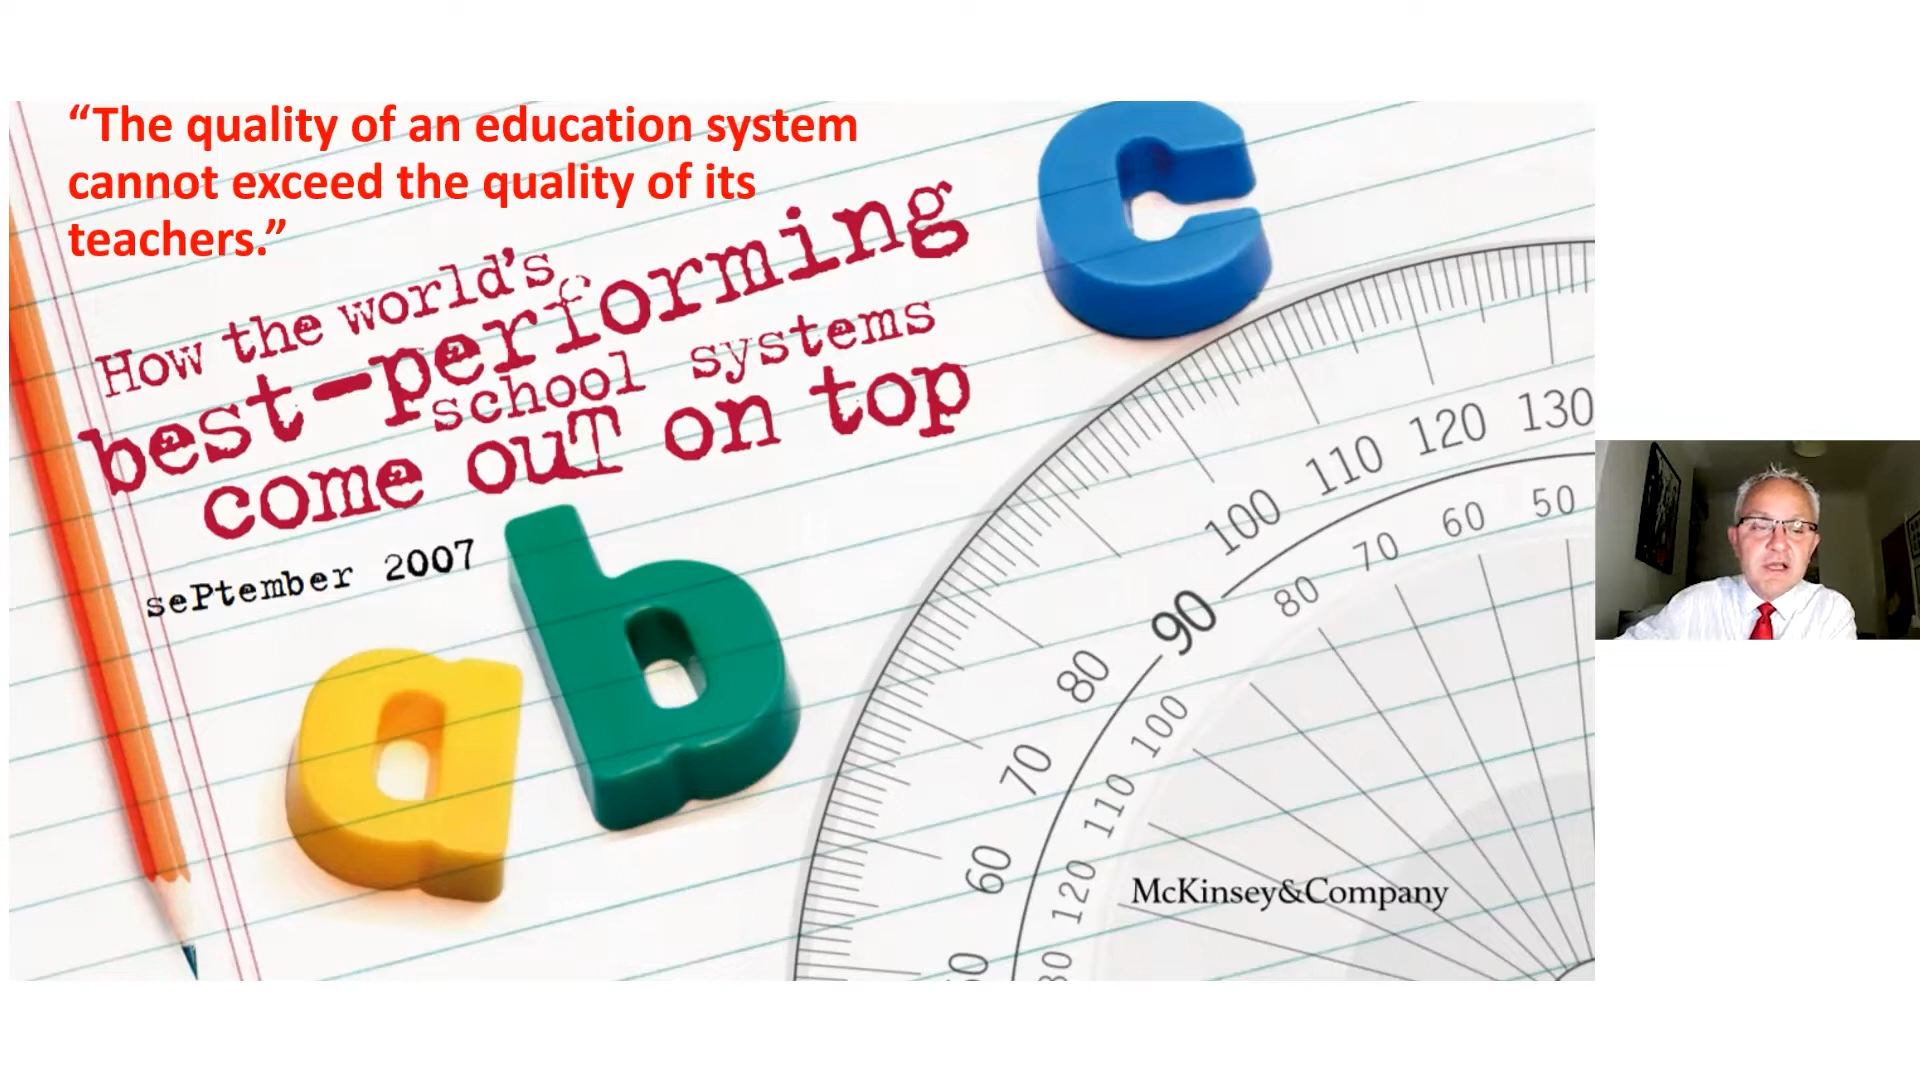 “The quality of an education system
cannot exceed the quality of its
teachers.”
How the world's
best-performing
school systems
come ouT on top
sePtember 2007
130
120
110
100
90
80
70
60
50
60
70
80
100
110
120
McKinsey&Company